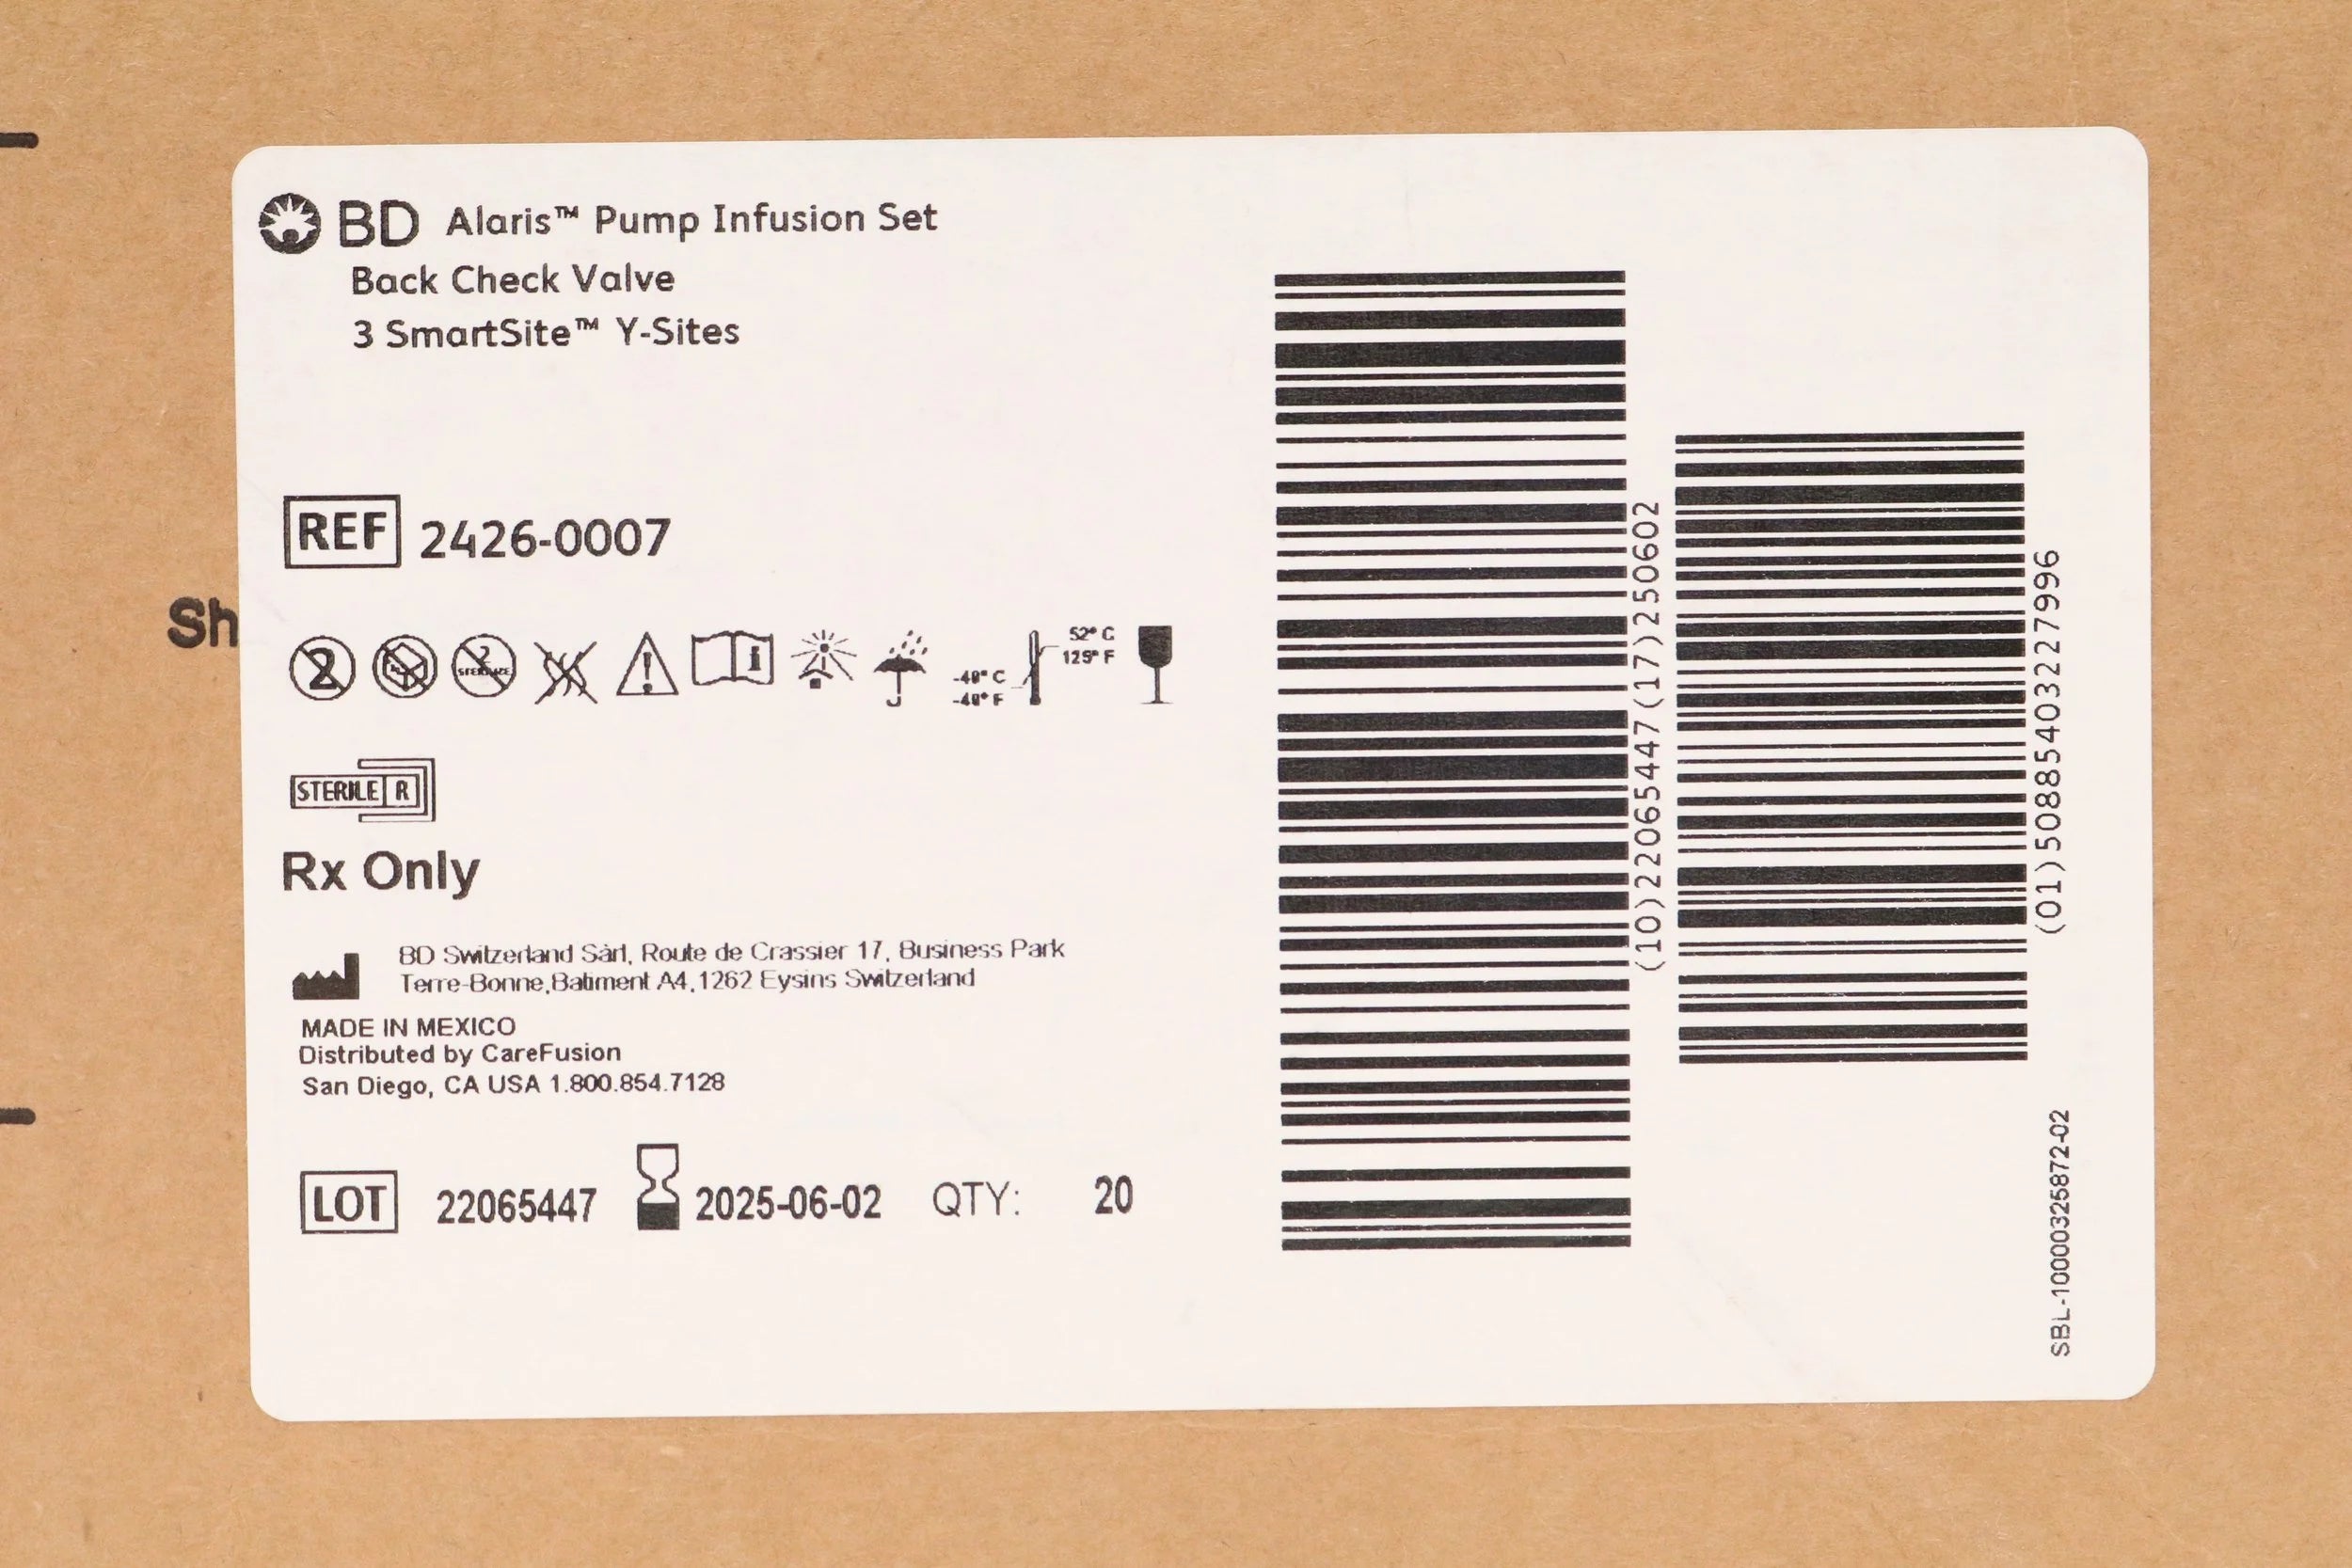 BD Alaris™ Pump Infusion Set
Back Check Valve
3 SmartSite™ Y-Sites
REF 2426-0007
2
2
52° C
125° F
-40° C
-40° F
STERILE R
Rx Only
BD Switzerland Sàrl, Route de Crassier 17, Business Park
Terre-Bonne,Batiment A4,1262 Eysins Switzerland
MADE IN MEXICO
Distributed by CareFusion
San Diego, CA USA 1.800.854.7128
LOT 22065447 2025-06-02 QTY: 20
(10)22065447(17)250602
(01)50885403227996
SBL-10000325872-02
Sh